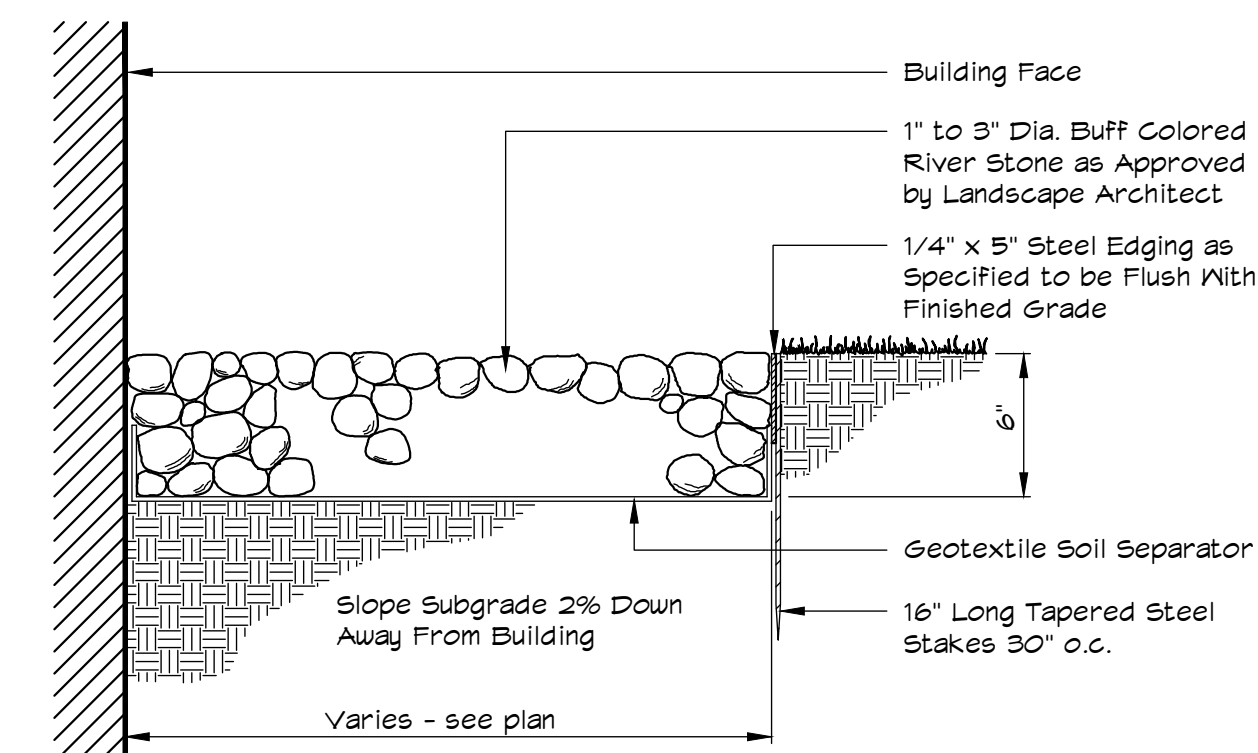 Building Face
1" to 3" Dia. Buff Colored
River Stone as Approved
by Landscape Architect
1/4" x 5" Steel Edging as
Specified to be Flush With
Finished Grade
6"
Geotextile Soil Separator
Slope Subgrade 2% Down
Away From Building
16" Long Tapered Steel
Stakes 30" o.c.
Varies - see plan